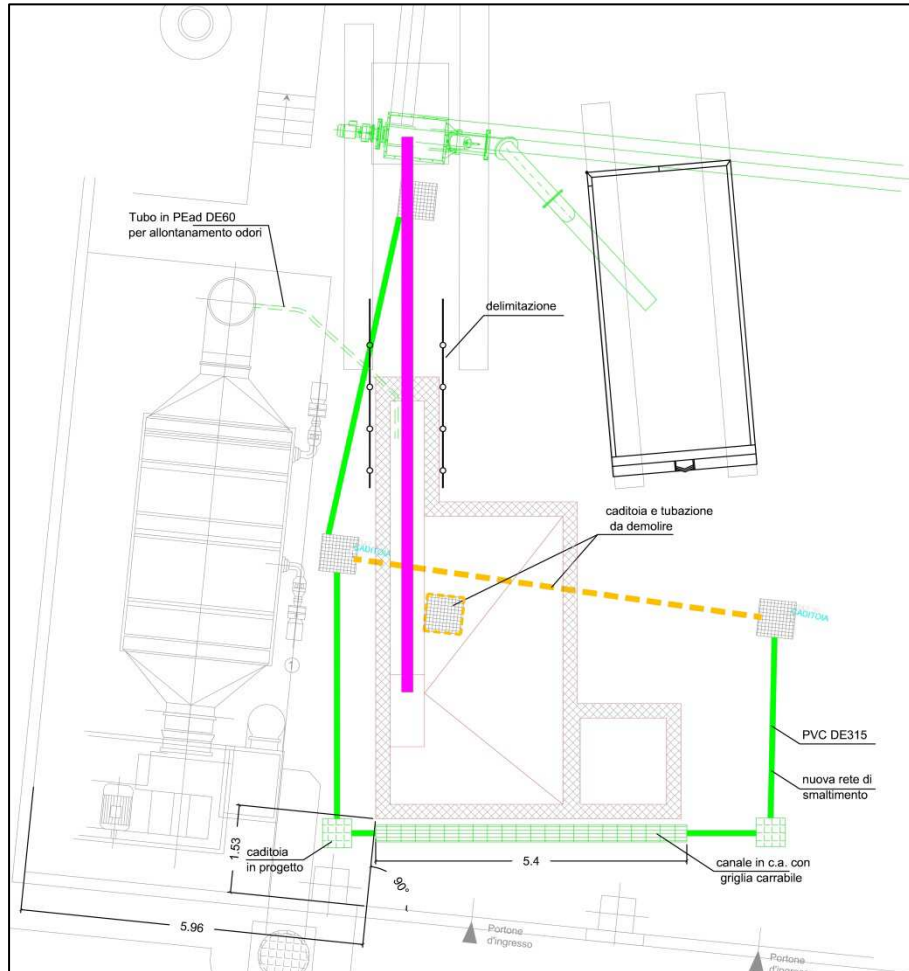 Tubo in PEad DE60
per allontanamento odori
delimitazione
caditoia e tubazione
da demolire
CADITOIA
CADITOIA
1
PVC DE315
nuova rete di
smaltimento
caditoia
in progetto
1.53
5.4
canale in c.a. con
griglia carrabile
90°
5.96
Portone
d'ingresso
Portone
d'ingresso